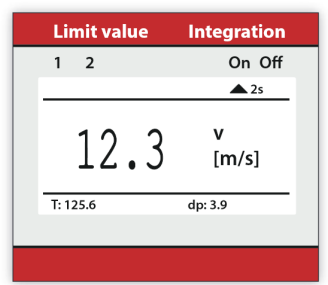 Limit value Integration
1 2 On Off
2s
12.3 v
[m/s]
T: 125.6 dp: 3.9